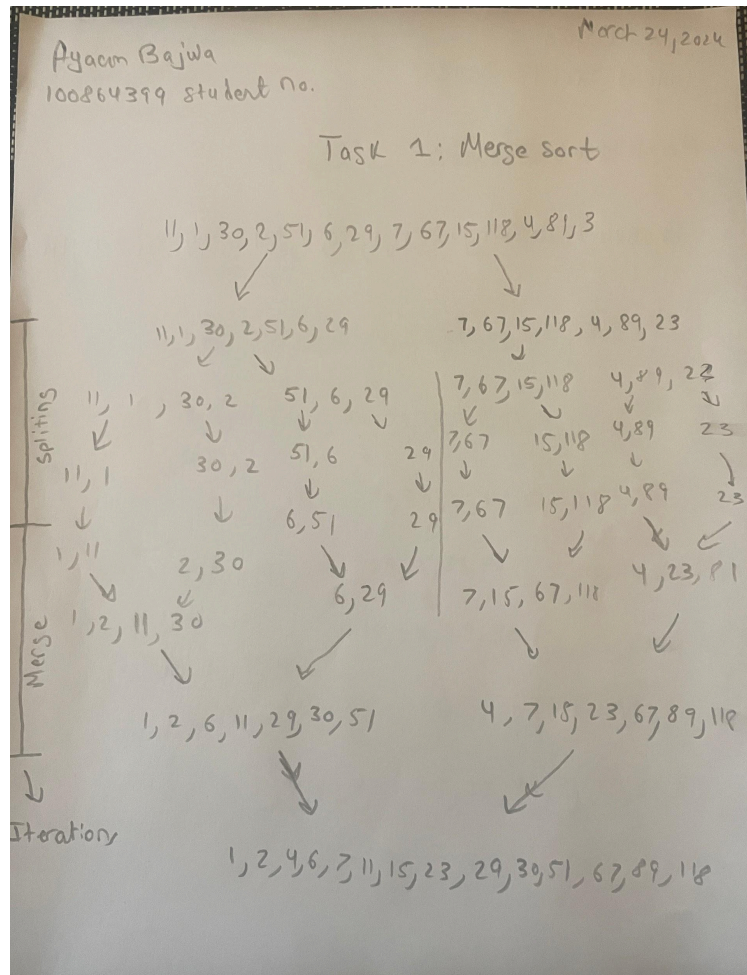 March 24, 2024
Ayaan Bajwa
100864399 student no.
Task 1: Merge sort
11, 1, 30, 2, 51, 6, 29, 7, 67, 15, 118, 4, 81, 3
11, 1, 30, 2, 51, 6, 29
7, 67, 15, 118, 4, 89, 23
11, 1, 30, 2
51, 6, 29
7, 67, 15, 118
4, 89, 23
11, 1
30, 2
51, 6
29
7, 67
15, 118
4, 89
23
6, 51
29
7, 67
15, 118
4, 89
23
1, 11
2, 30
6, 29
7, 15, 67, 118
4, 23, 81
1, 2, 11, 30
1, 2, 6, 11, 29, 30, 51
4, 7, 15, 23, 67, 89, 118
1, 2, 4, 6, 7, 11, 15, 23, 29, 30, 51, 67, 89, 118
Spliting
Merge
Iterations